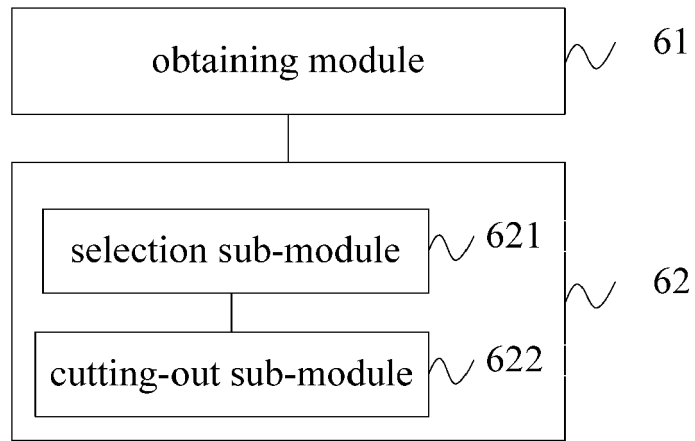 obtaining module 61
selection sub-module 621
62
cutting-out sub-module 622